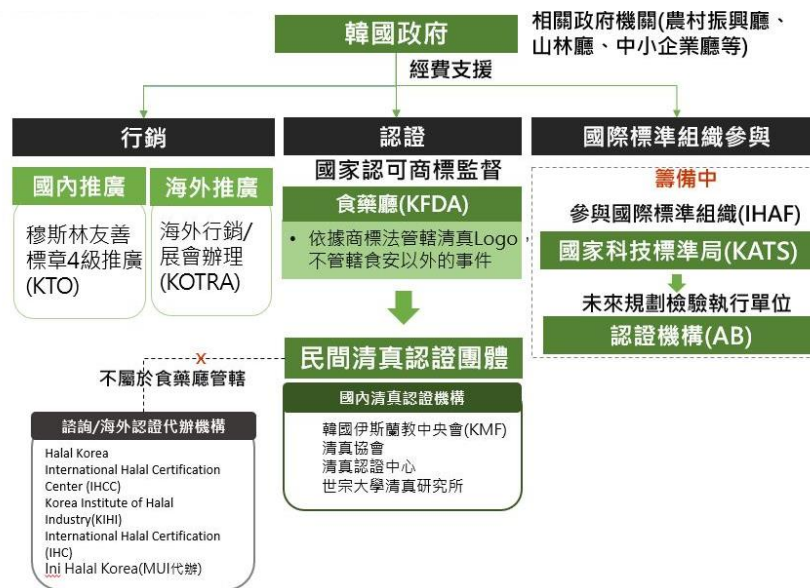 韓國政府
相關政府機關(農村振興廳、
山林廳、中小企業廳等)
經費支援
行銷
國內推廣
穆斯林友善
標章4級推廣
(KTO)
海外推廣
海外行銷/
展會辦理
(KOTRA)
認證
國家認可商標監督
食藥廳(KFDA)
• 依據商標法管轄清真Logo，
不管轄食安以外的事件
民間清真認證團體
國內清真認證機構
韓國伊斯蘭教中央會(KMF)
清真協會
清真認證中心
世宗大學清真研究所
x
不屬於食藥廳管轄
諮詢/海外認證代辦機構
Halal Korea
International Halal Certification
Center (IHCC)
Korea Institute of Halal
Industry(KIHI)
International Halal Certification
(IHC)
Ini Halal Korea(MUI代辦)
國際標準組織參與
籌備中
參與國際標準組織(IHAF)
國家科技標準局(KATS)
未來規劃檢驗執行單位
認證機構(AB)